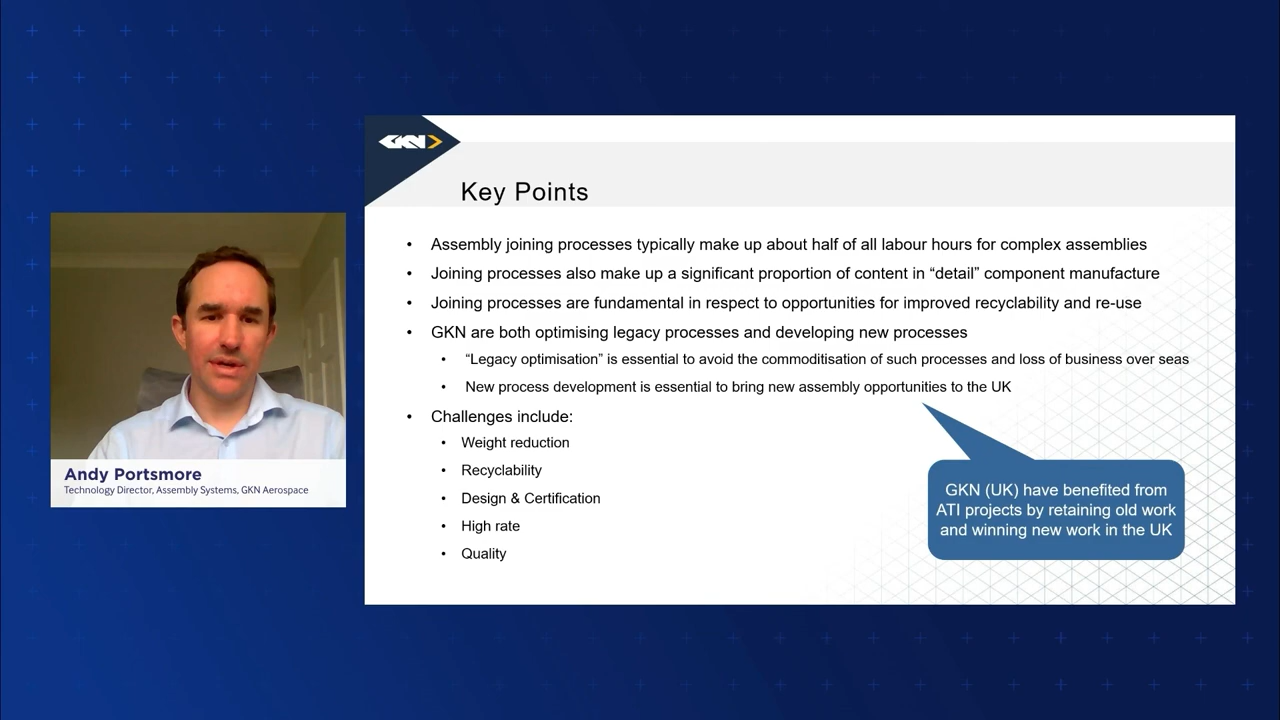 GKN
Key Points
• Assembly joining processes typically make up about half of all labour hours for complex assemblies
• Joining processes also make up a significant proportion of content in “detail” component manufacture
• Joining processes are fundamental in respect to opportunities for improved recyclability and re-use
• GKN are both optimising legacy processes and developing new processes
• “Legacy optimisation” is essential to avoid the commoditisation of such processes and loss of business over seas
• New process development is essential to bring new assembly opportunities to the UK
• Challenges include:
• Weight reduction
• Recyclability
• Design & Certification
• High rate
• Quality
GKN (UK) have benefited from
ATI projects by retaining old work
and winning new work in the UK
Andy Portsmore
Technology Director, Assembly Systems, GKN Aerospace